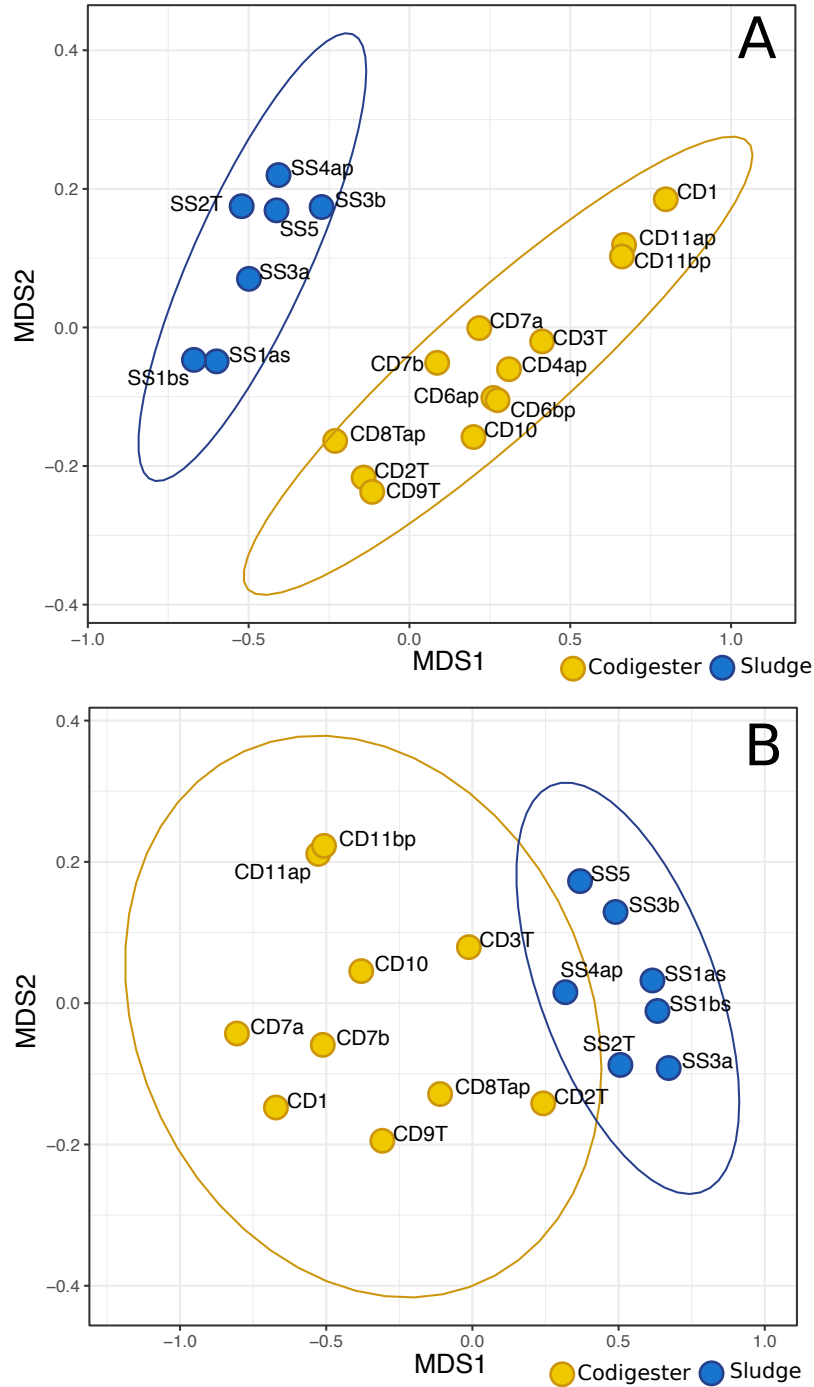 A
0.4
SS4ap
SS2T
SS3b
SS5
CD1
0.2
CD11ap
CD11bp
SS3a
MDS2
0.0
CD7a
CD3T
SS1as
SS1bs
CD7b
CD4ap
CD6ap
CD6bp
CD10
CD8Tap
−0.2
CD2T
CD9T
−0.4
−1.0 −0.5 0.0 0.5 1.0
MDS1
Codigester Sludge
B
0.4
CD11bp
CD11ap
0.2
SS5
SS3b
CD3T
CD10
SS4ap
SS1as
MDS2
0.0
SS1bs
CD7a
CD7b
SS2T
SS3a
CD8Tap
CD2T
CD1
CD9T
−0.2
−0.4
−1.0 −0.5 0.0 0.5 1.0
MDS1
Codigester Sludge